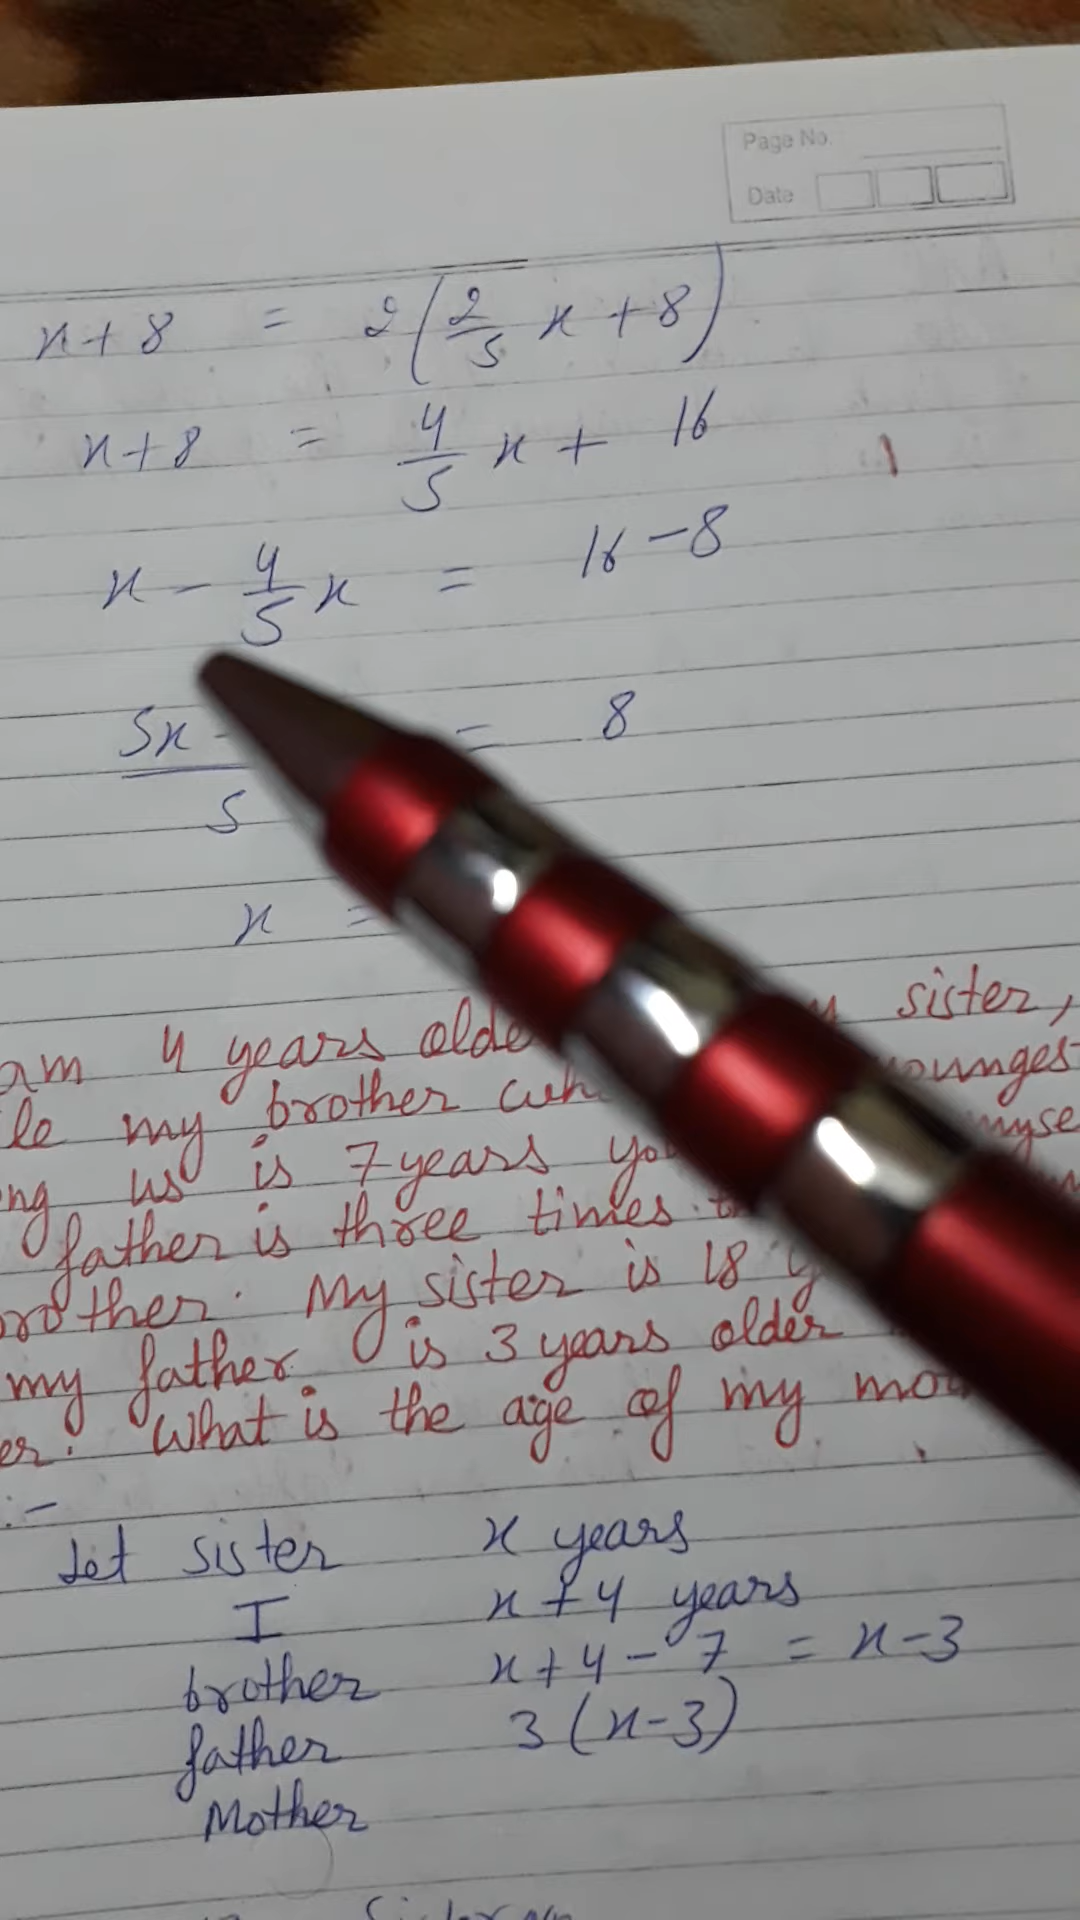 Page No.
Date
x + 8 = 2(2/5 x + 8)
x + 8 = 4/5 x + 16
x - 4/5 x = 16 - 8
5x - = 8
5
x =
am 4 years olde sister,
le my brother wh ounges
ng us is 7 years yo myse
father is three times
brother. My sister is 18 y
my father is 3 years older
er. What is the age of my mo
:-
Let sister x years
I x + 4 years
brother x + 4 - 7 = x - 3
father 3 (x - 3)
Mother